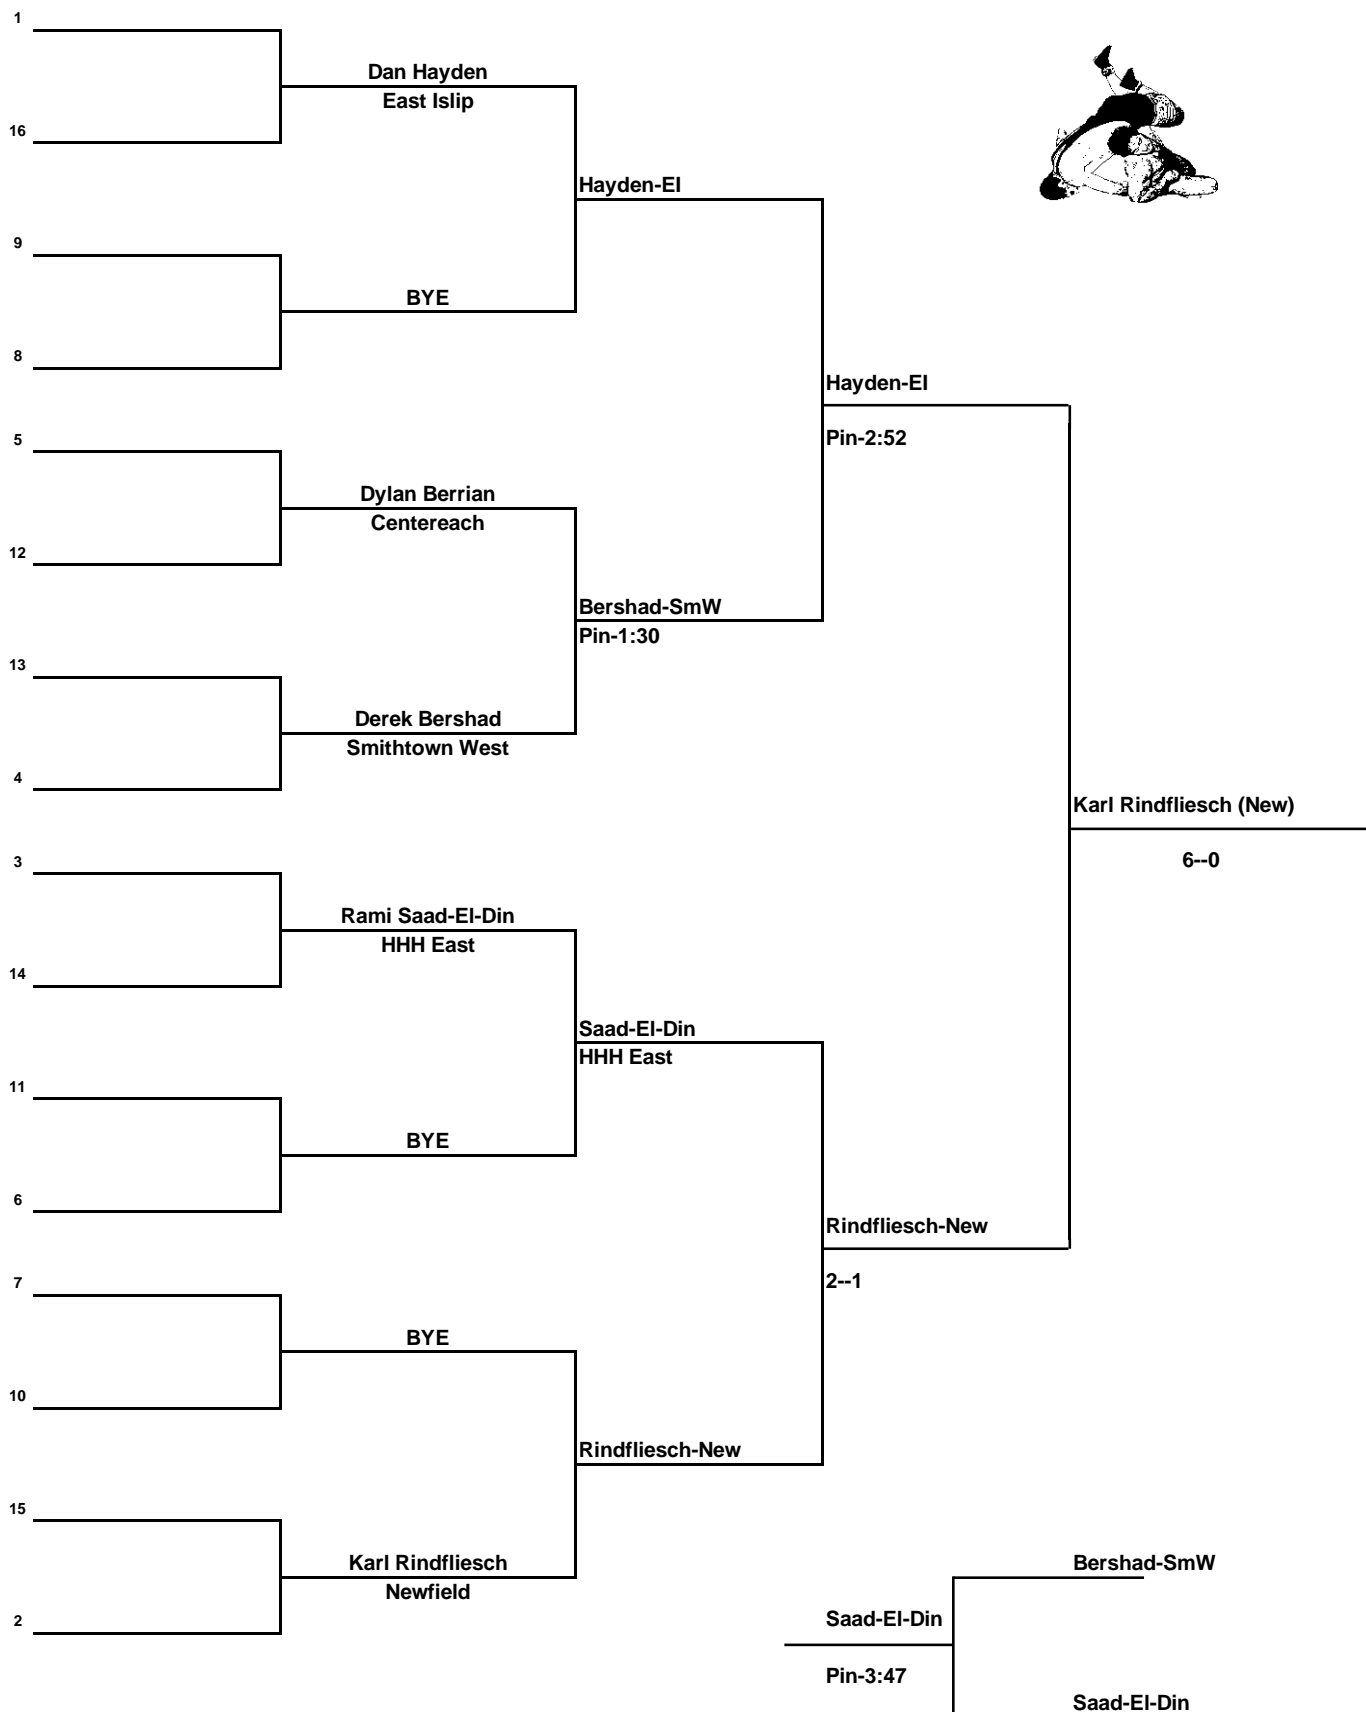 1
Dan Hayden
East Islip
16
Hayden-EI
9
BYE
8
Hayden-EI
Pin-2:52
5
Dylan Berrian
Centereach
12
Bershad-SmW
Pin-1:30
13
Derek Bershad
Smithtown West
4
Karl Rindfliesch (New)
6--0
3
Rami Saad-El-Din
HHH East
14
Saad-El-Din
HHH East
11
BYE
6
Rindfliesch-New
2--1
7
BYE
10
Rindfliesch-New
15
Karl Rindfliesch
Newfield
2
Bershad-SmW
Saad-El-Din
Pin-3:47
Saad-El-Din